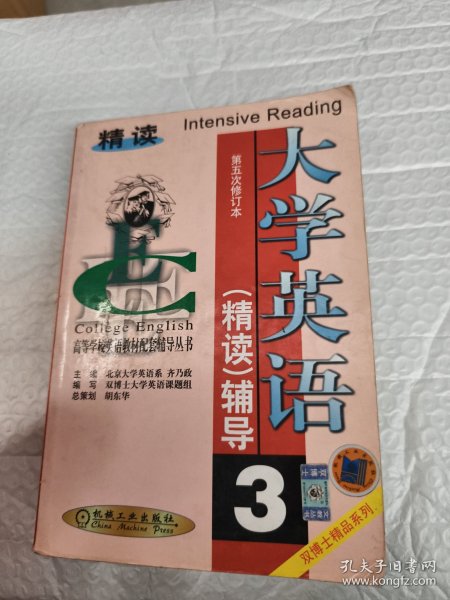 精读
Intensive Reading
大学英语
第五次修订本
(精读)辅导
3
College English
高等学校英语教材配套辅导丛书
主 编 北京大学英语系 齐乃政
编 写 双博士大学英语课题组
总策划 胡东华
机械工业出版社
China Machine Press
双博士
双博士精品系列
孔夫子旧书网
www.kongfz.com